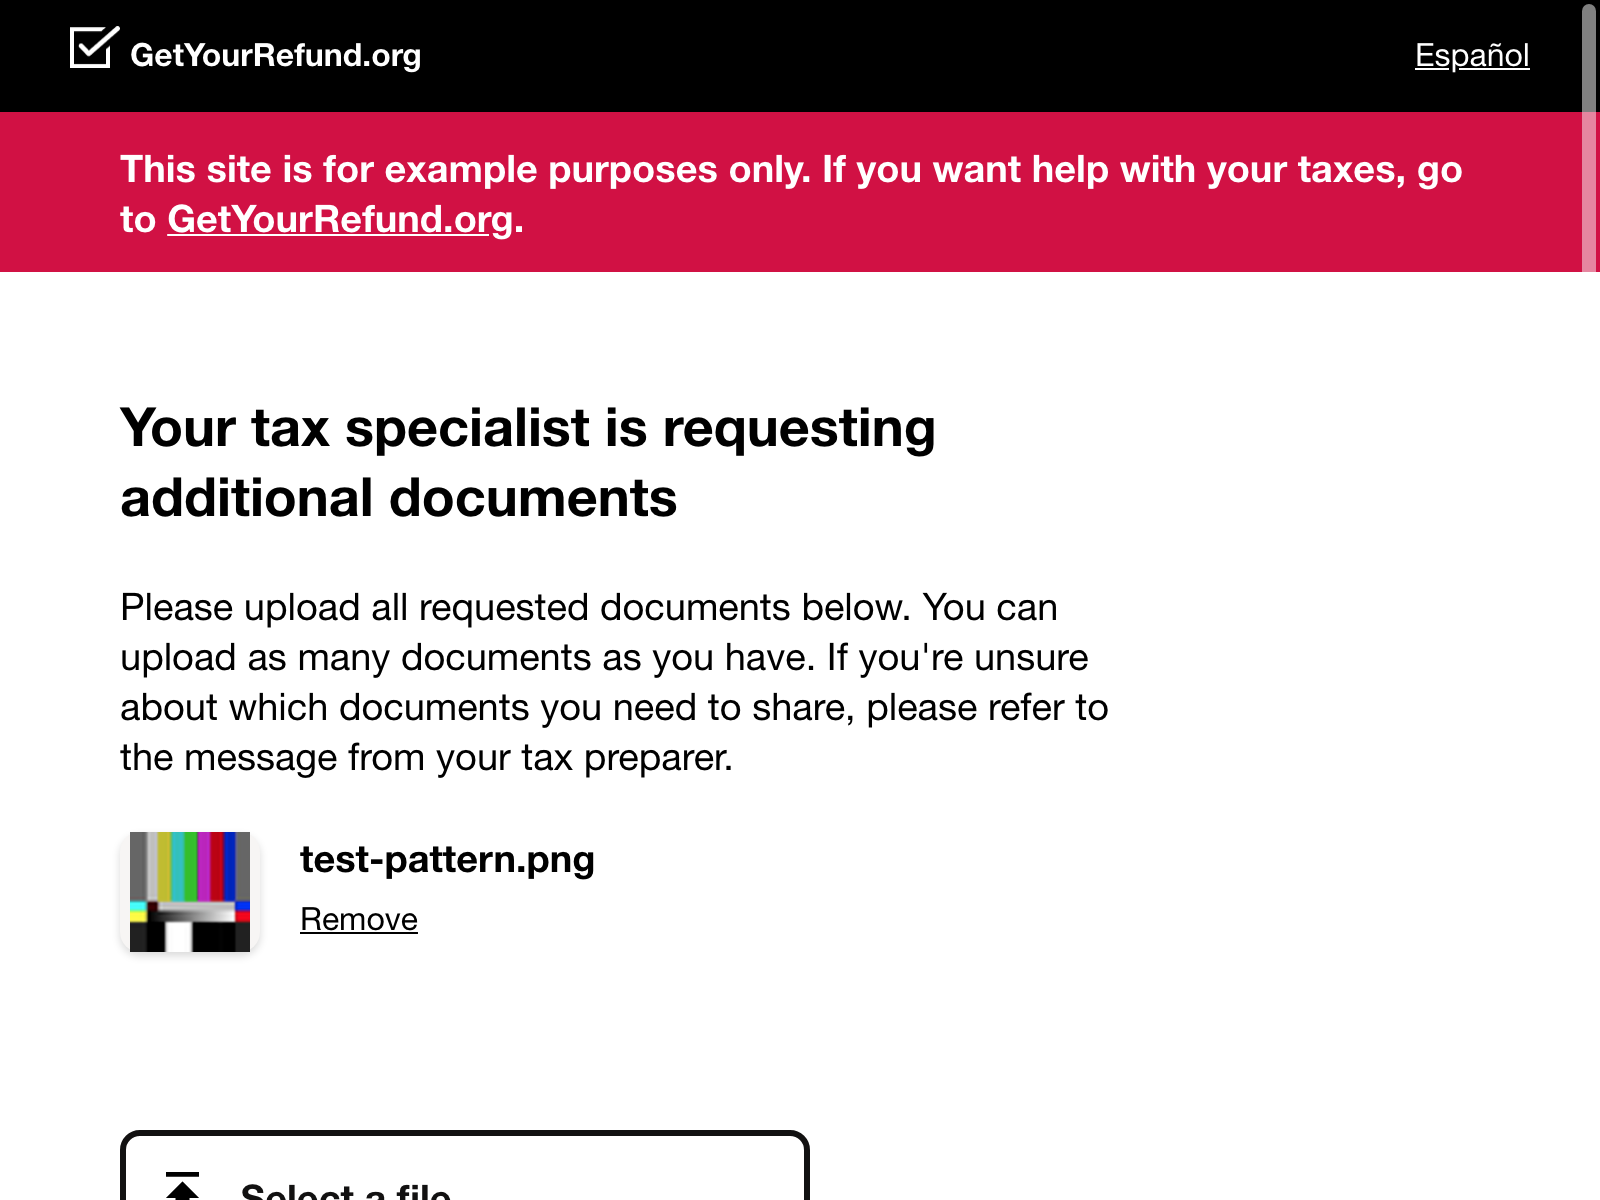 GetYourRefund.org
Español
This site is for example purposes only. If you want help with your taxes, go
to GetYourRefund.org.
Your tax specialist is requesting
additional documents
Please upload all requested documents below. You can
upload as many documents as you have. If you're unsure
about which documents you need to share, please refer to
the message from your tax preparer.
test-pattern.png
Remove
Select a file